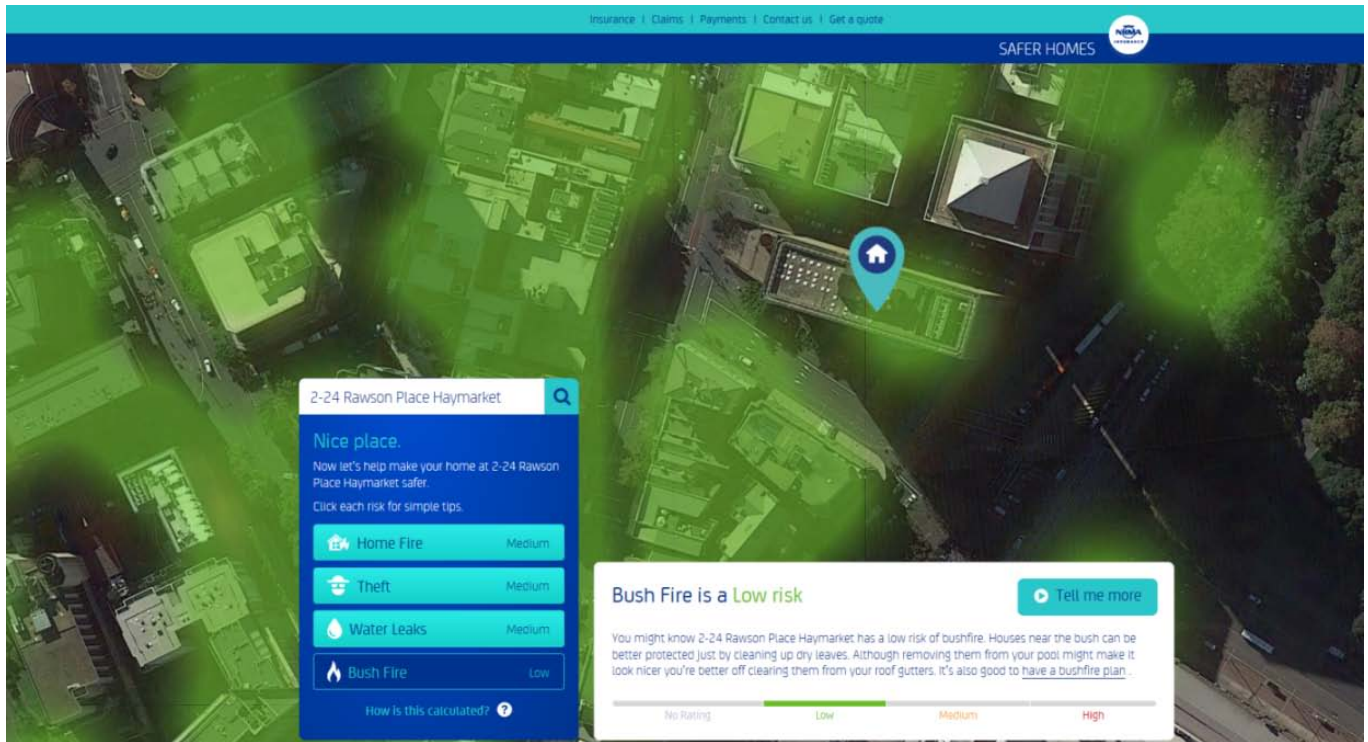 Insurance | Claims | Payments | Contact us | Get a quote
NRMA
INSURANCE
SAFER HOMES
2-24 Rawson Place Haymarket
Nice place.
Now let's help make your home at 2-24 Rawson
Place Haymarket safer.
Click each risk for simple tips.
Home Fire Medium
Theft Medium
Water Leaks Medium
Bush Fire Low
How is this calculated? ?
Bush Fire is a Low risk
Tell me more
You might know 2-24 Rawson Place Haymarket has a low risk of bushfire. Houses near the bush can be
better protected just by cleaning up dry leaves. Although removing them from your pool might make it
look nicer you're better off clearing them from your roof gutters. It's also good to have a bushfire plan .
No Rating Low Medium High